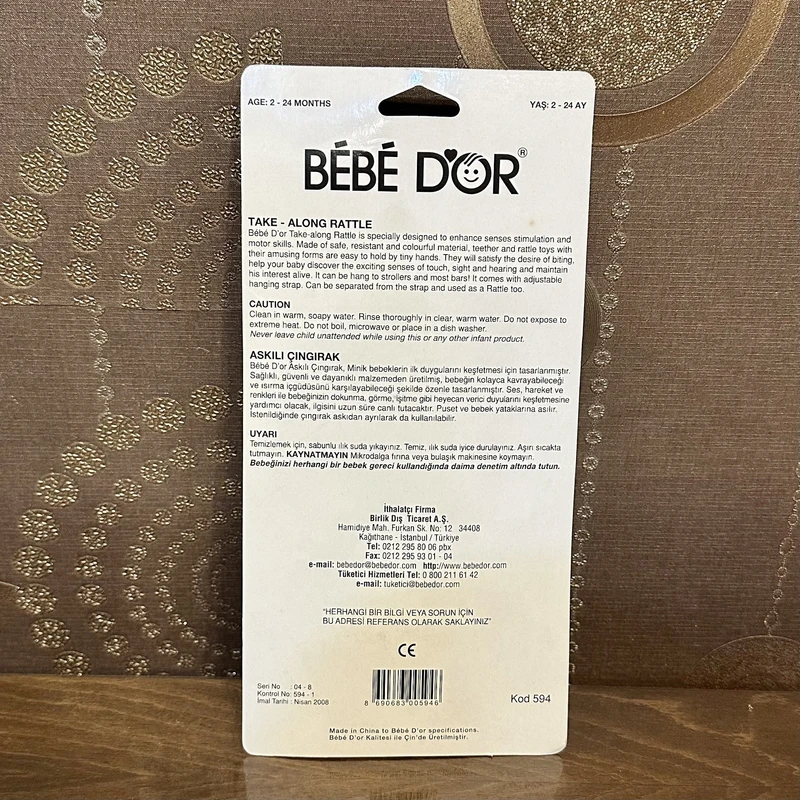 AGE: 2 - 24 MONTHS
YAŞ: 2 - 24 AY
BÉBÉ D'OR®
TAKE - ALONG RATTLE
Bébé D'or Take-along Rattle is specially designed to enhance senses stimulation and
motor skills. Made of safe, resistant and colourful material, teether and rattle toys with
their amusing forms are easy to hold by tiny hands. They will satisfy the desire of biting,
help your baby discover the exciting senses of touch, sight and hearing and maintain
his interest alive. It can be hang to strollers and most bars! It comes with adjustable
hanging strap. Can be separated from the strap and used as a Rattle too.
CAUTION
Clean in warm, soapy water. Rinse thoroughly in clear, warm water. Do not expose to
extreme heat. Do not boil, microwave or place in a dish washer.
Never leave child unattended while using this or any other infant product.
ASKILI ÇINGIRAK
Bébé D'or Askılı Çıngırak, Minik bebeklerin ilk duygularını keşfetmesi için tasarlanmıştır.
Sağlıklı, güvenli ve dayanıklı malzemeden üretilmiş, bebeğin kolayca kavrayabileceği
ve ısırma içgüdüsünü karşılayabileceği şekilde özenle tasarlanmıştır. Ses, hareket ve
renkleri ile bebeğinizin dokunma, görme, işitme gibi heyecan verici duyularını keşfetmesine
yardımcı olacak, ilgisini uzun süre canlı tutacaktır. Puset ve bebek yataklarına asılır.
İstenildiğinde çıngırak askıdan ayrılarak da kullanılabilir.
UYARI
Temizlemek için, sabunlu ılık suda yıkayınız. Temiz, ılık suda iyice durulayınız. Aşırı sıcakta
tutmayın. KAYNATMAYIN Mikrodalga fırına veya bulaşık makinesine koymayın.
Bebeğinizi herhangi bir bebek gereci kullandığında daima denetim altında tutun.
İthalatçı Firma
Birlik Dış Ticaret A.Ş.
Hamidiye Mah. Furkan Sk. No: 12 34408
Kağıthane - İstanbul / Türkiye
Tel: 0212 295 80 06 pbx
Fax: 0212 295 93 01 - 04
e-mail: bebedor@bebedor.com http://www.bebedor.com
Tüketici Hizmetleri Tel: 0 800 211 61 42
e-mail: tuketici@bebedor.com
"HERHANGİ BİR BİLGİ VEYA SORUN İÇİN
BU ADRESİ REFERANS OLARAK SAKLAYINIZ"
CE
Seri No : 04 - 8
Kontrol No: 594 - 1
İmal Tarihi : Nisan 2008
8 690683 005946
Kod 594
Made in China to Bébé D'or specifications.
Bébé D'or Kalitesi ile Çin'de Üretilmiştir.